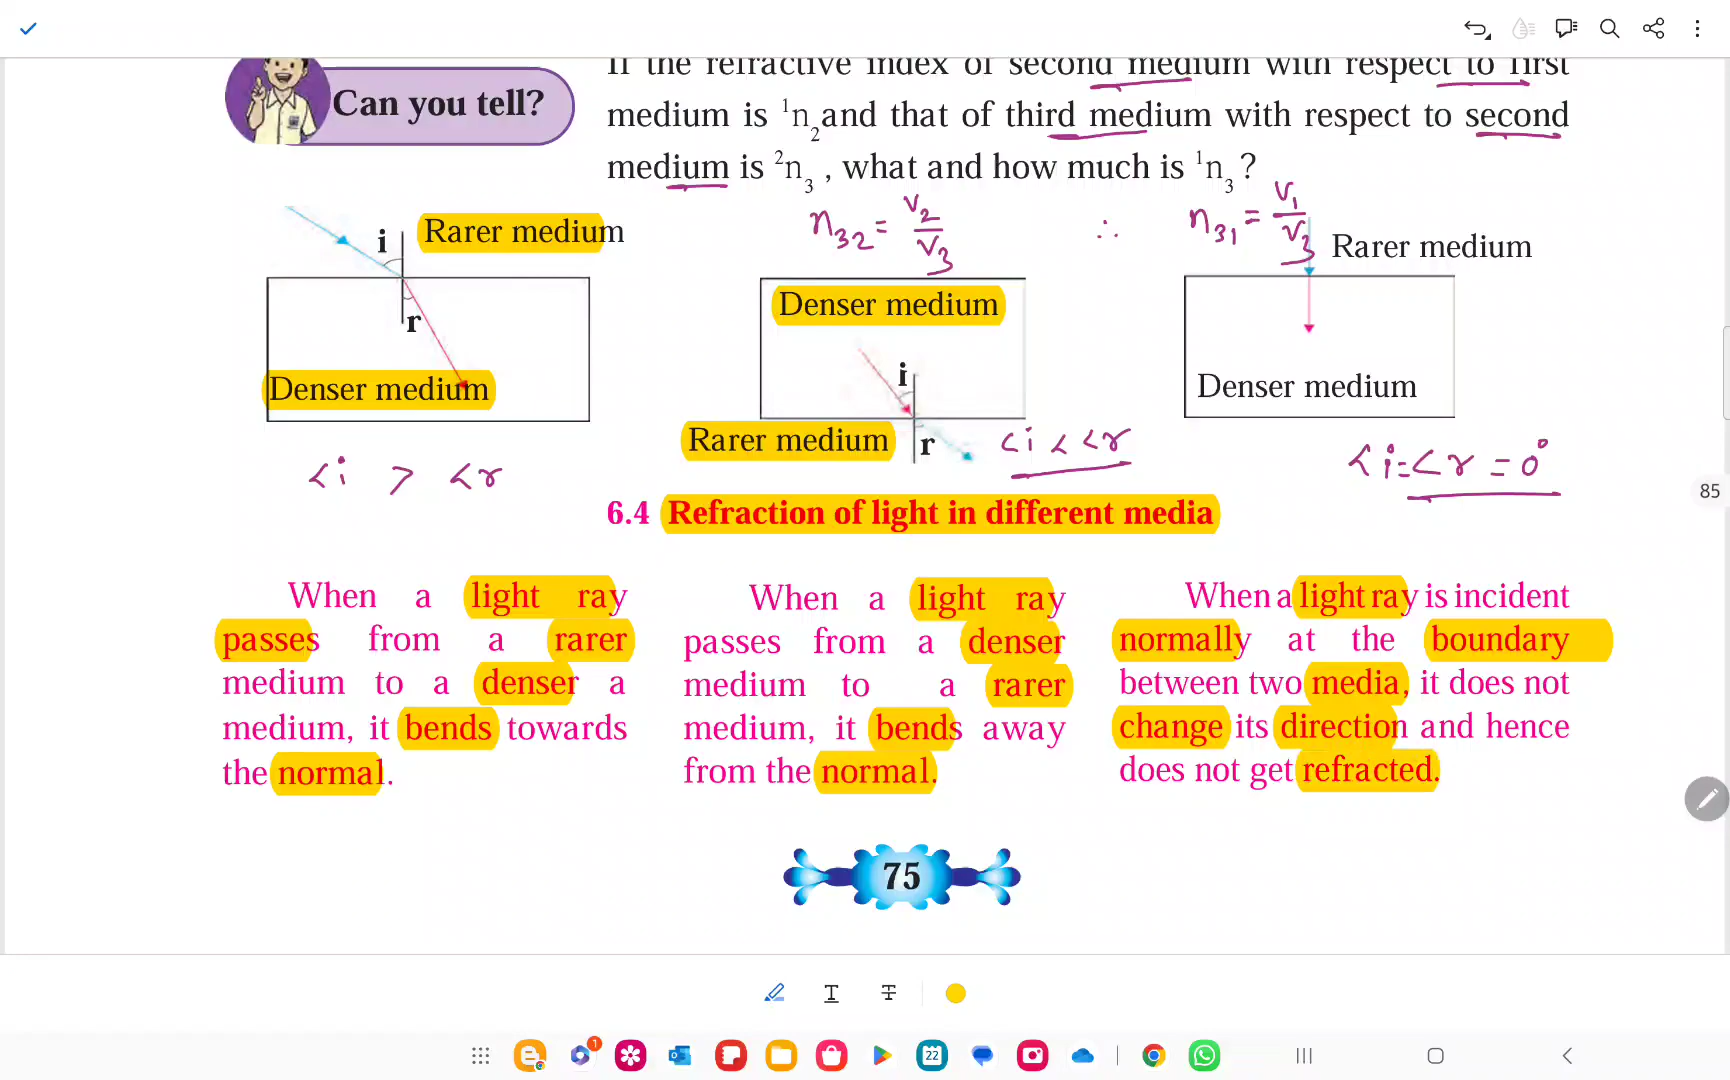 If the refractive index of second medium with respect to first
Can you tell?
medium is ¹n₂and that of third medium with respect to second
medium is ²n₃ , what and how much is ¹n₃?
n₃₂ = v₂/v₃ ∴ n₃₁ = v₁/v₃
i Rarer medium
Rarer medium
r
Denser medium
Denser medium
i
Rarer medium
r
Denser medium
<i > <r
<i < <r
<i=<r = 0°
6.4 Refraction of light in different media
When a light ray
passes from a rarer
medium to a denser a
medium, it bends towards
the normal.
When a light ray
passes from a denser
medium to a rarer
medium, it bends away
from the normal.
When a light ray is incident
normally at the boundary
between two media, it does not
change its direction and hence
does not get refracted.
75
85
T
T
1
22